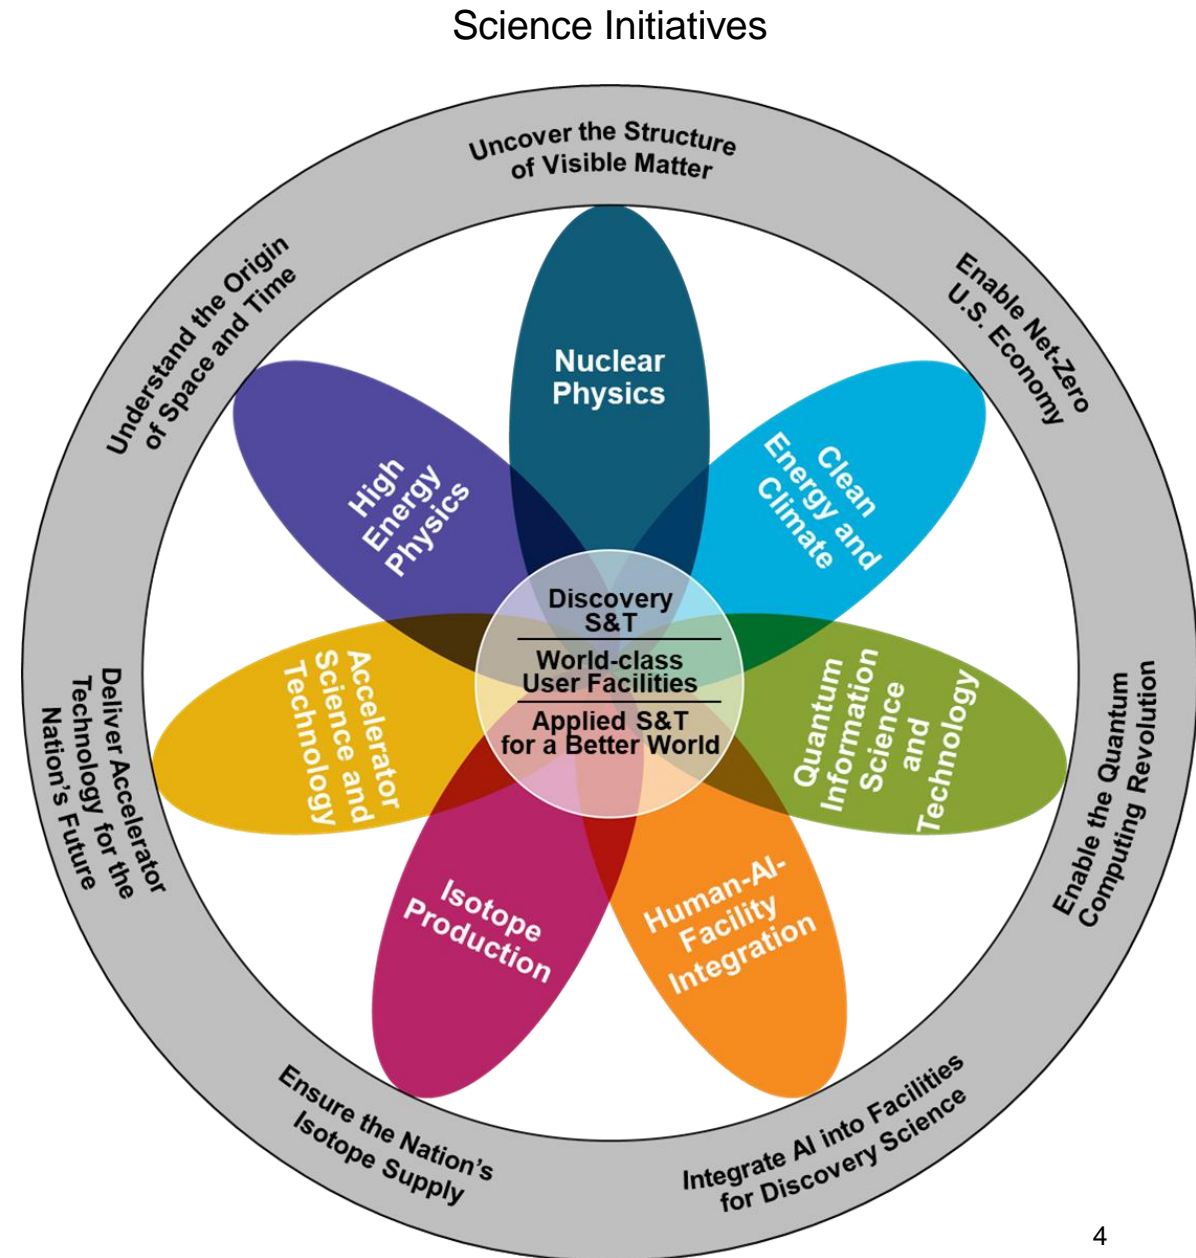 Science Initiatives
Uncover the Structure
of Visible Matter
Enable Net-Zero
U.S. Economy
Enable the Quantum
Computing Revolution
Integrate AI into Facilities
for Discovery Science
Ensure the Nation's
Isotope Supply
Deliver Accelerator
Technology for the
Nation's Future
Understand the Origin
of Space and Time
Nuclear
Physics
Clean
Energy and
Climate
Quantum
Information
Science
and
Technology
Human-AI-
Facility
Integration
Isotope
Production
Accelerator
Science and
Technology
High
Energy
Physics
Discovery
S&T
World-class
User Facilities
Applied S&T
for a Better World
4